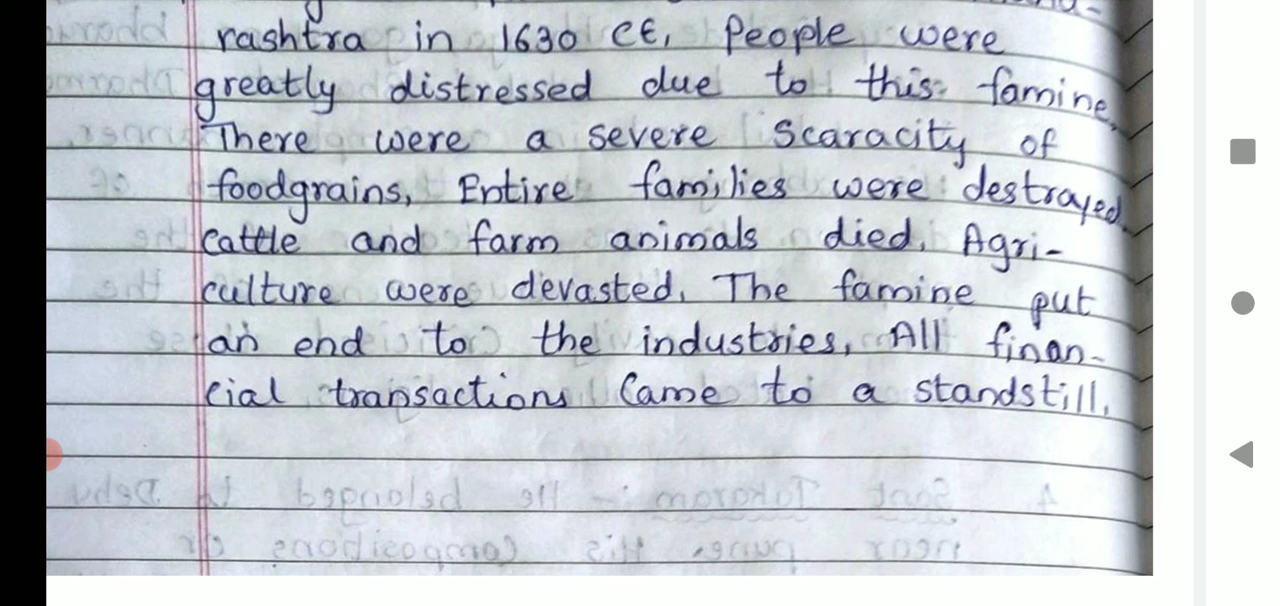 rashtra in 1630 CE, People were
greatly distressed due to this famine.
There were a severe Scaracity of
foodgrains, Entire families were destrayed.
Cattle and farm animals died, Agri-
culture were devasted, The famine put
an end to the industries, All finan-
cial transactions Came to a standstill,